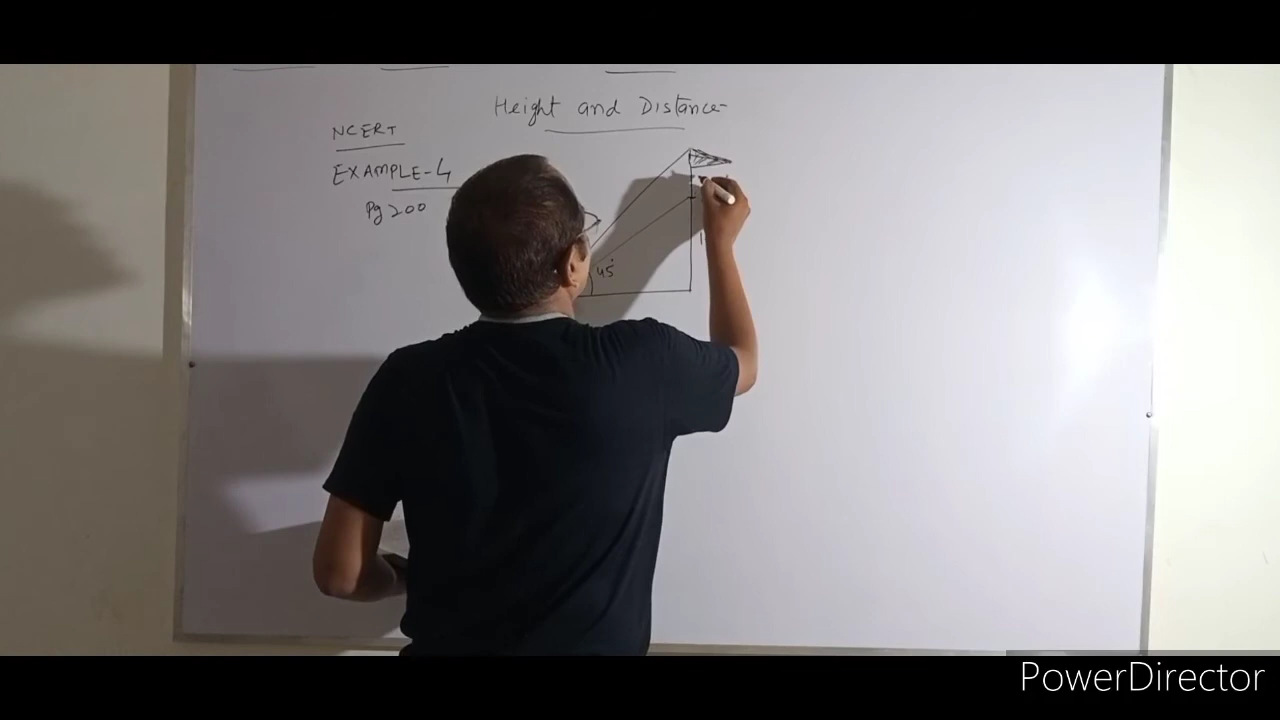 Height and Distance
NCERT
EXAMPLE-4
Pg 200
45°
PowerDirector